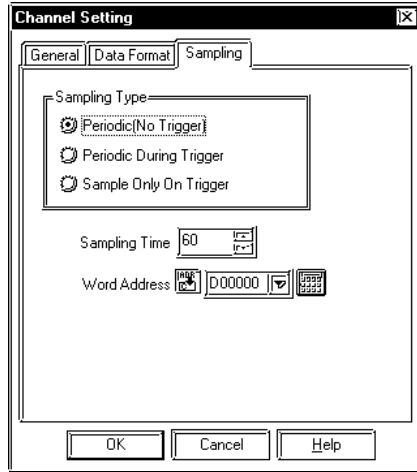 Channel Setting
General Data Format Sampling
Sampling Type
Periodic(No Trigger)
Periodic During Trigger
Sample Only On Trigger
Sampling Time 60
Word Address D00000
OK Cancel Help